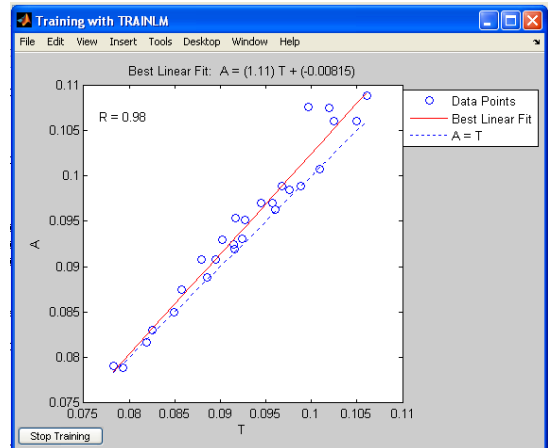 Training with TRAINLM
File Edit View Insert Tools Desktop Window Help
Best Linear Fit: A = (1.11) T + (-0.00815)
R = 0.98
Data Points
Best Linear Fit
A = T
0.11
0.105
0.1
0.095
0.09
0.085
0.08
0.075
A
0.075 0.08 0.085 0.09 0.095 0.1 0.105 0.11
T
Stop Training